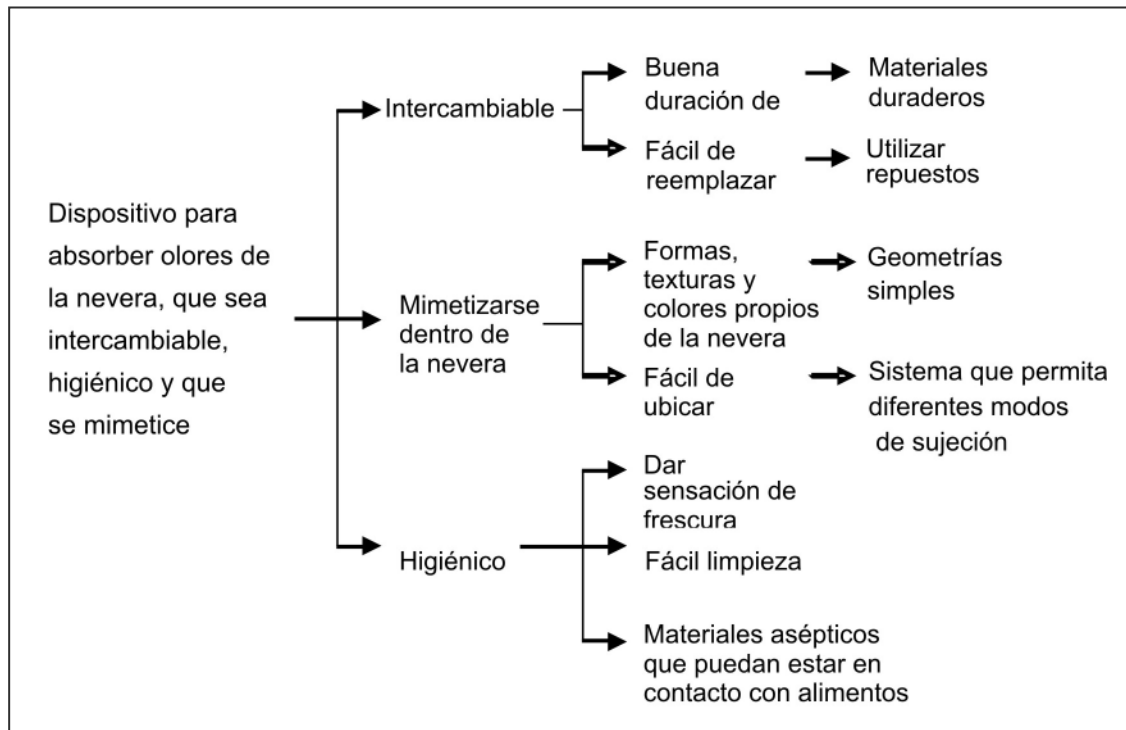 Dispositivo para
absorber olores de
la nevera, que sea
intercambiable,
higiénico y que
se mimetice
Intercambiable
Buena
duración de
Materiales
duraderos
Fácil de
reemplazar
Utilizar
repuestos
Mimetizarse
dentro de
la nevera
Formas,
texturas y
colores propios
de la nevera
Geometrías
simples
Fácil de
ubicar
Sistema que permita
diferentes modos
de sujeción
Higiénico
Dar
sensación de
frescura
Fácil limpieza
Materiales asépticos
que puedan estar en
contacto con alimentos